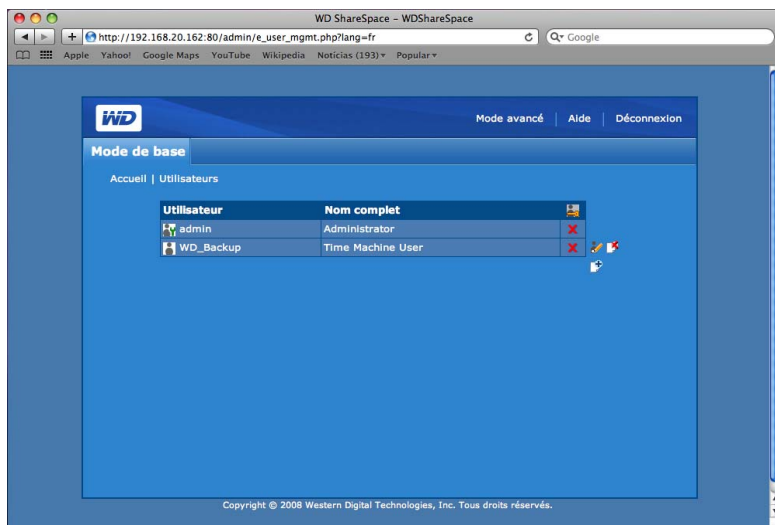 WD ShareSpace – WDShareSpace
http://192.168.20.162:80/admin/e_user_mgmt.php?lang=fr
Google
Apple Yahoo! Google Maps YouTube Wikipedia Noticias (193) Popular
WD
Mode avancé | Aide | Déconnexion
Mode de base
Accueil | Utilisateurs
Utilisateur Nom complet
admin Administrator
WD_Backup Time Machine User
Copyright © 2008 Western Digital Technologies, Inc. Tous droits réservés.